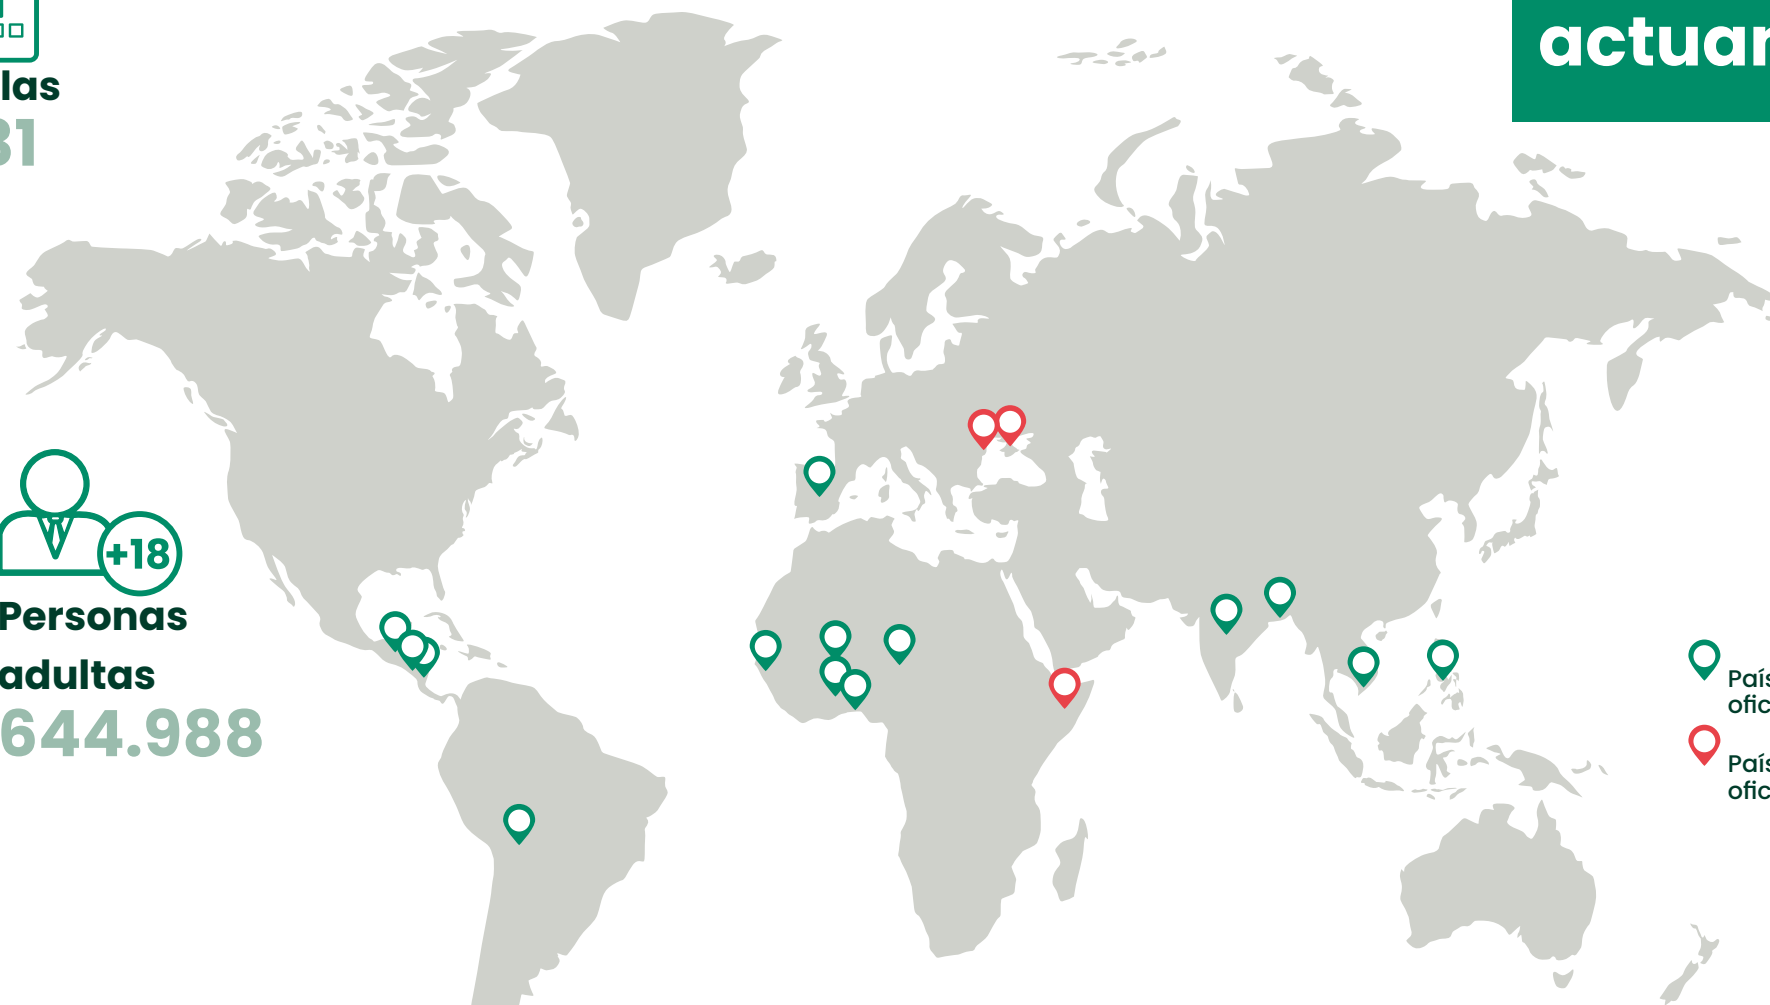 actuar
las
31
+18
Personas
adultas
644.988
País
ofic
País
ofic